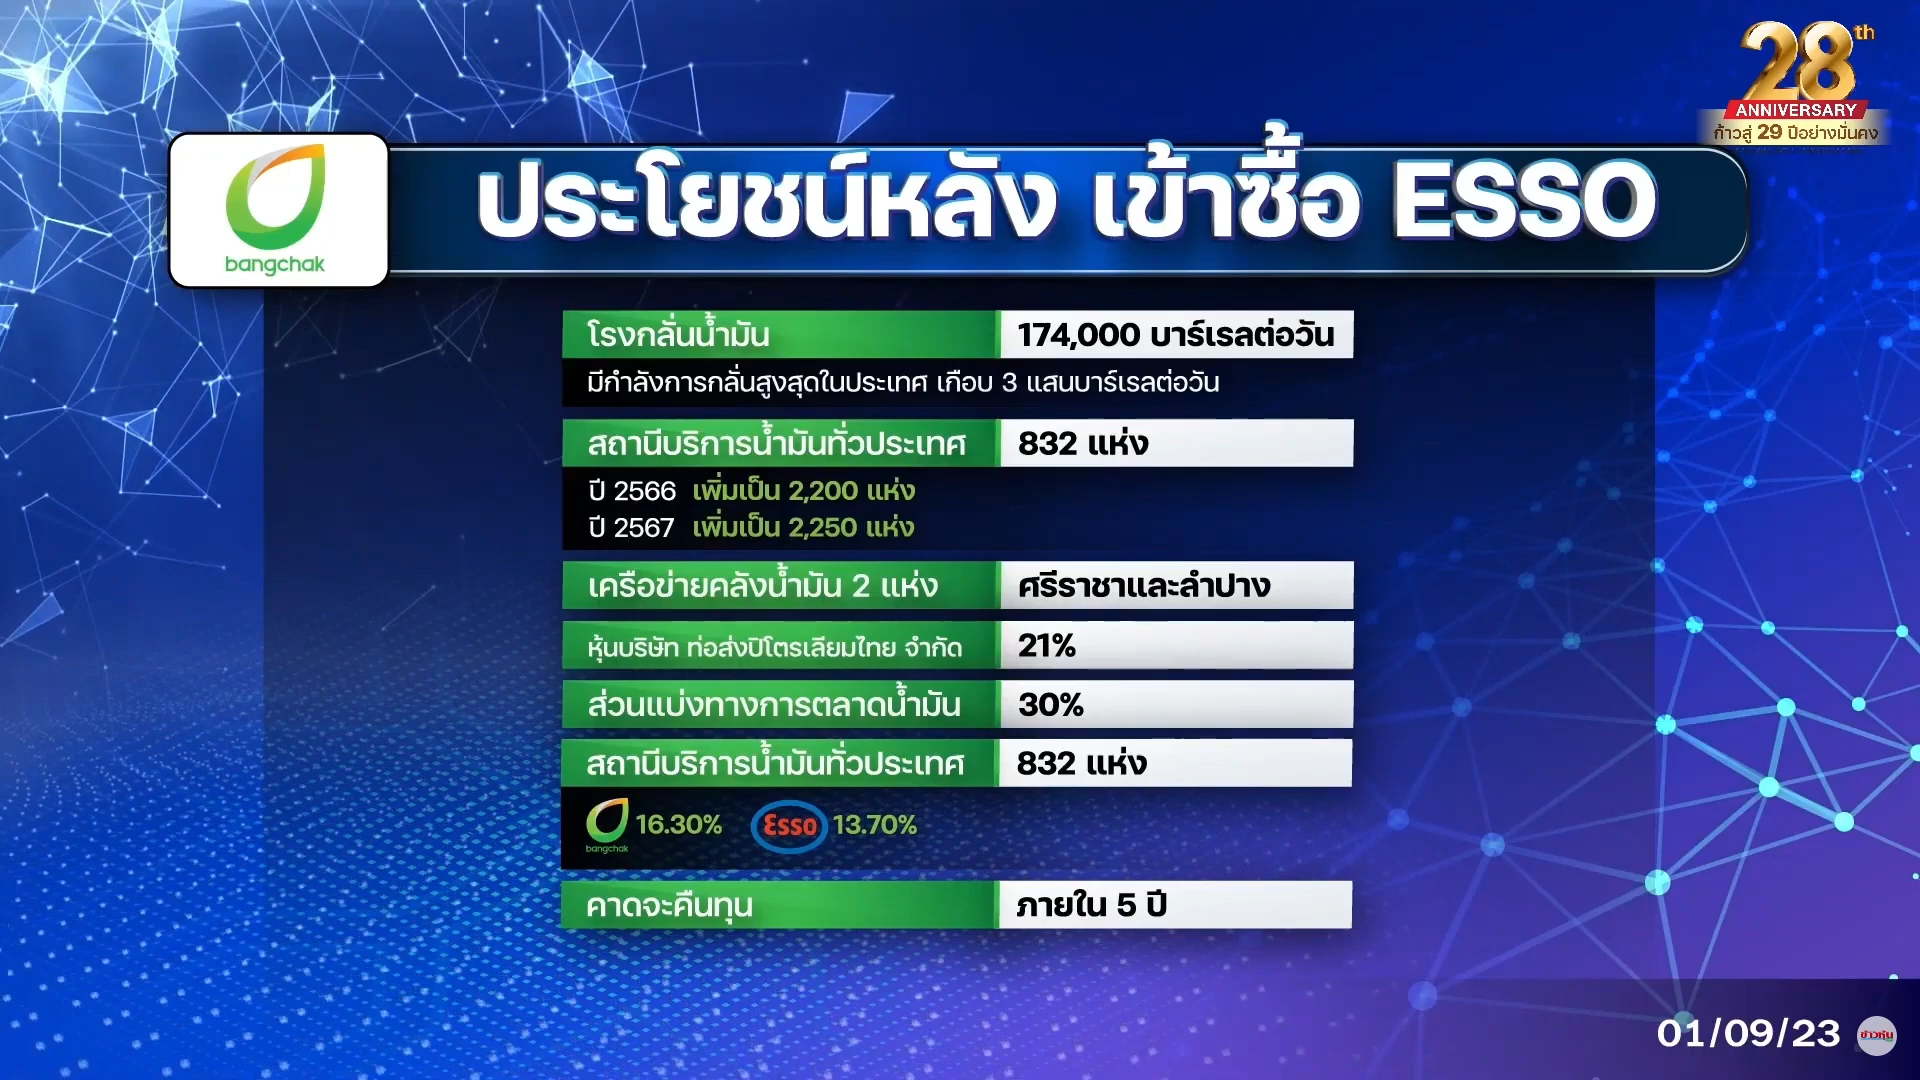 28th
ANNIVERSARY
ก้าวสู่ 29 ปีอย่างมั่นคง
bangchak
ประโยชน์หลัง เข้าซื้อ ESSO
โรงกลั่นน้ำมัน 174,000 บาร์เรลต่อวัน
มีกำลังการกลั่นสูงสุดในประเทศ เกือบ 3 แสนบาร์เรลต่อวัน
สถานีบริการน้ำมันทั่วประเทศ 832 แห่ง
ปี 2566 เพิ่มเป็น 2,200 แห่ง
ปี 2567 เพิ่มเป็น 2,250 แห่ง
เครือข่ายคลังน้ำมัน 2 แห่ง ศรีราชาและลำปาง
หุ้นบริษัท ท่อส่งปิโตรเลียมไทย จำกัด 21%
ส่วนแบ่งทางการตลาดน้ำมัน 30%
สถานีบริการน้ำมันทั่วประเทศ 832 แห่ง
bangchak 16.30% Esso 13.70%
คาดจะคืนทุน ภายใน 5 ปี
01/09/23 ข่าวหุ้น